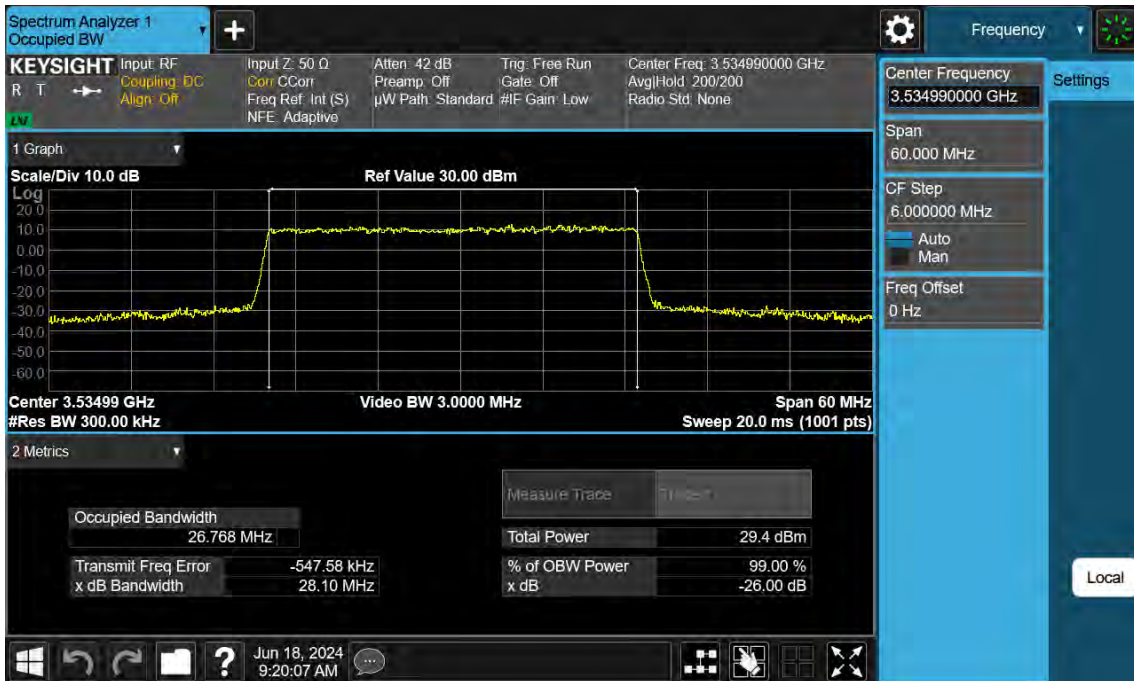 Spectrum Analyzer 1
Occupied BW
Frequency
KEYSIGHT
R T
LXI
Input: RF
Coupling: DC
Align: Off
Input Z: 50 Ω
Corr CCorr
Freq Ref: Int (S)
NFE: Adaptive
Atten: 42 dB
Preamp: Off
µW Path: Standard
Trig: Free Run
Gate: Off
#IF Gain: Low
Center Freq: 3.534990000 GHz
Avg|Hold: 200/200
Radio Std: None
Center Frequency
3.534990000 GHz
Settings
Span
60.000 MHz
CF Step
6.000000 MHz
Auto
Man
Freq Offset
0 Hz
1 Graph
Scale/Div 10.0 dB
Ref Value 30.00 dBm
Log
20.0
10.0
0.00
-10.0
-20.0
-30.0
-40.0
-50.0
-60.0
Center 3.53499 GHz
Video BW 3.0000 MHz
Span 60 MHz
#Res BW 300.00 kHz
Sweep 20.0 ms (1001 pts)
2 Metrics
Measure Trace
Trace 1
Occupied Bandwidth
26.768 MHz
Total Power 29.4 dBm
Transmit Freq Error -547.58 kHz
% of OBW Power 99.00 %
x dB Bandwidth 28.10 MHz
x dB -26.00 dB
Local
?
Jun 18, 2024
9:20:07 AM